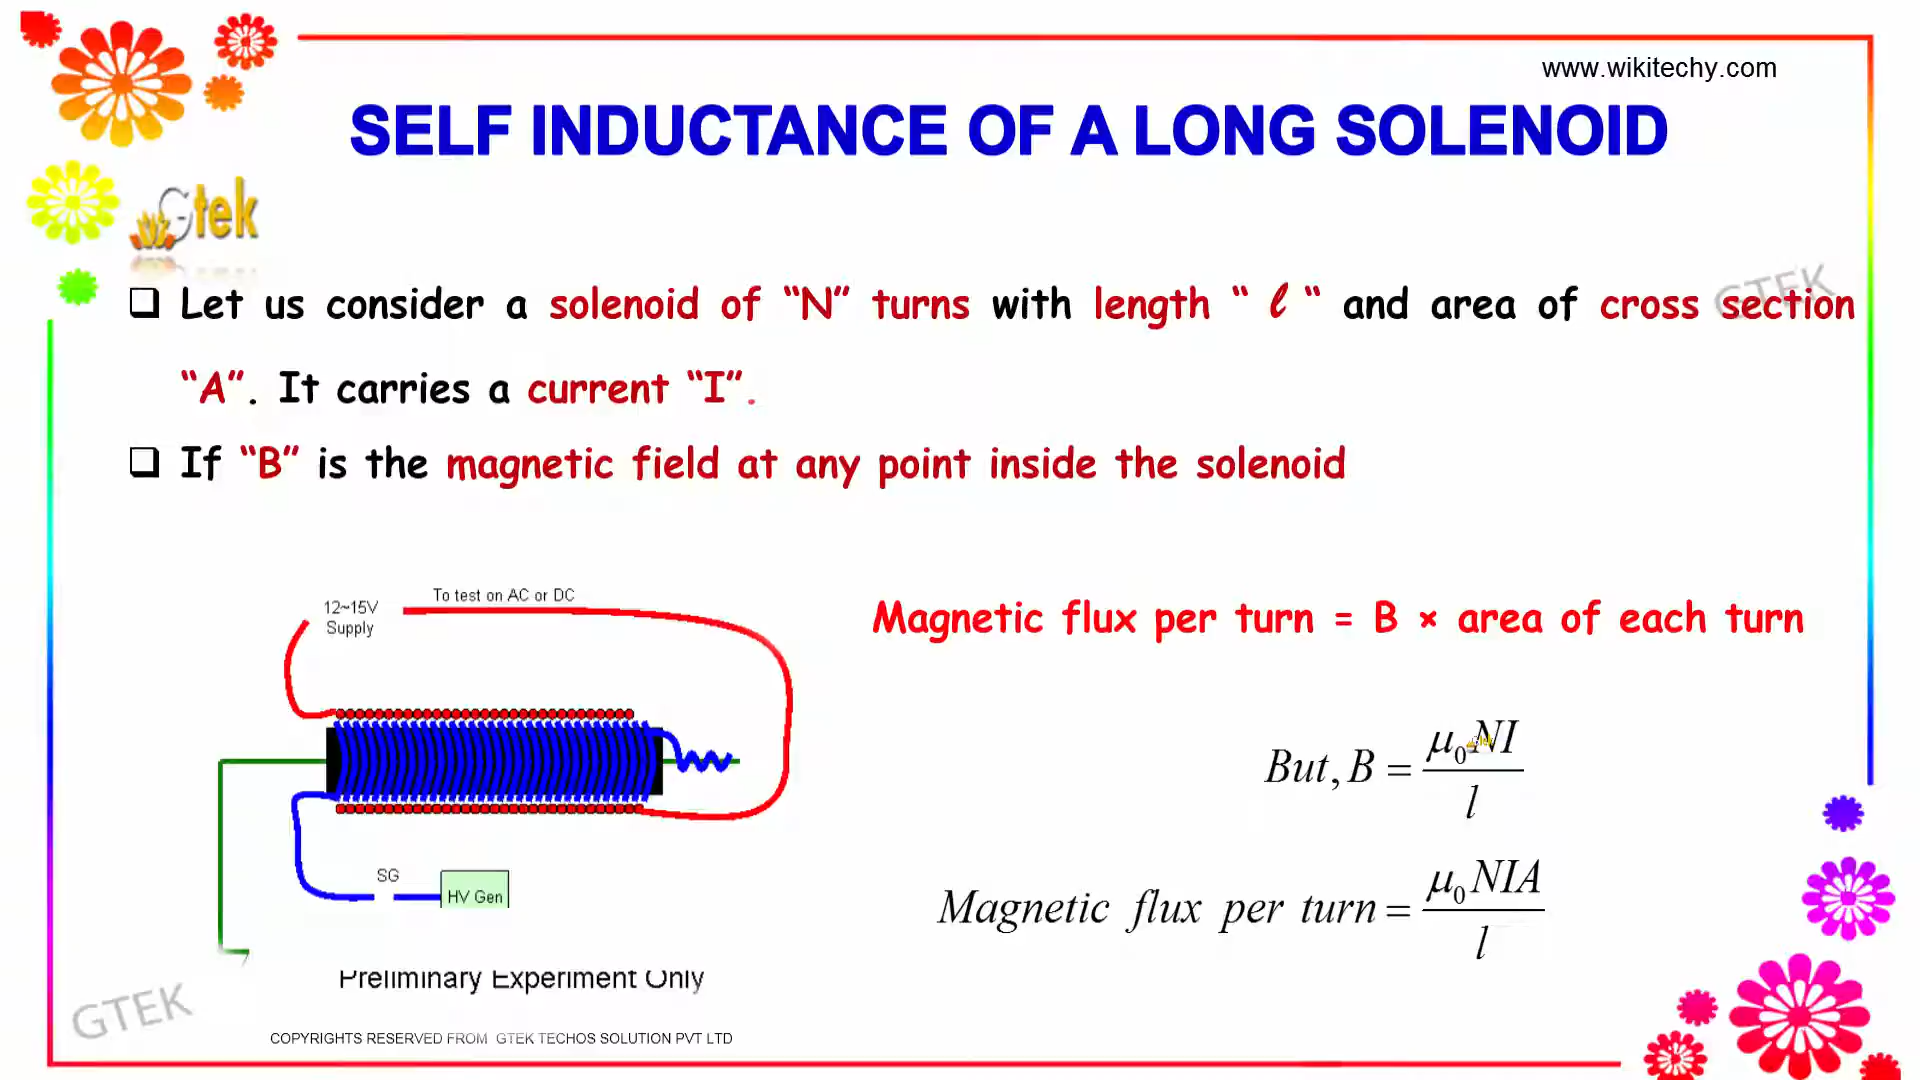 www.wikitechy.com
SELF INDUCTANCE OF A LONG SOLENOID
Gtek
GTEK
❑ Let us consider a solenoid of “N” turns with length “ ℓ “ and area of cross section
“A”. It carries a current “I”.
❑ If “B” is the magnetic field at any point inside the solenoid
To test on AC or DC
12~15V
Supply
Magnetic flux per turn = B × area of each turn
But, B = μ₀NI / l
SG
HV Gen
Magnetic flux per turn = μ₀NIA / l
Preliminary Experiment Only
GTEK
COPYRIGHTS RESERVED FROM GTEK TECHOS SOLUTION PVT LTD